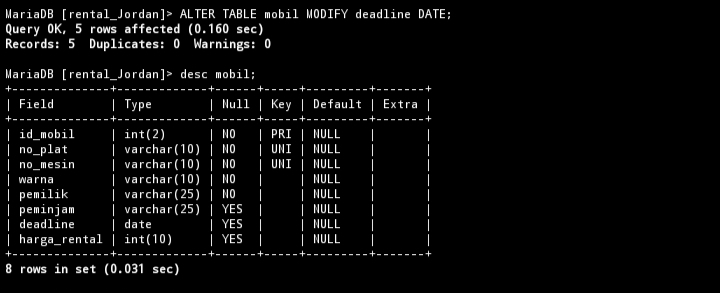 MariaDB [rental_Jordan]> ALTER TABLE mobil MODIFY deadline DATE;
Query OK, 5 rows affected (0.160 sec)
Records: 5  Duplicates: 0  Warnings: 0

MariaDB [rental_Jordan]> desc mobil;
+--------------+-------------+------+-----+---------+-------+
| Field        | Type        | Null | Key | Default | Extra |
+--------------+-------------+------+-----+---------+-------+
| id_mobil     | int(2)      | NO   | PRI | NULL    |       |
| no_plat      | varchar(10) | NO   | UNI | NULL    |       |
| no_mesin     | varchar(10) | NO   | UNI | NULL    |       |
| warna        | varchar(10) | NO   |     | NULL    |       |
| pemilik      | varchar(25) | NO   |     | NULL    |       |
| peminjam     | varchar(25) | YES  |     | NULL    |       |
| deadline     | date        | YES  |     | NULL    |       |
| harga_rental | int(10)     | YES  |     | NULL    |       |
+--------------+-------------+------+-----+---------+-------+
8 rows in set (0.031 sec)